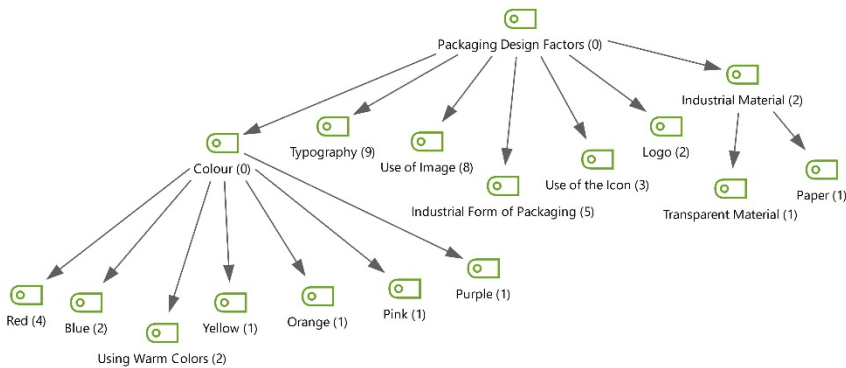 Packaging Design Factors (0)
Industrial Material (2)
Typography (9)
Logo (2)
Use of Image (8)
Colour (0)
Use of the Icon (3)
Paper (1)
Industrial Form of Packaging (5)
Transparent Material (1)
Purple (1)
Pink (1)
Orange (1)
Red (4)
Blue (2)
Yellow (1)
Using Warm Colors (2)